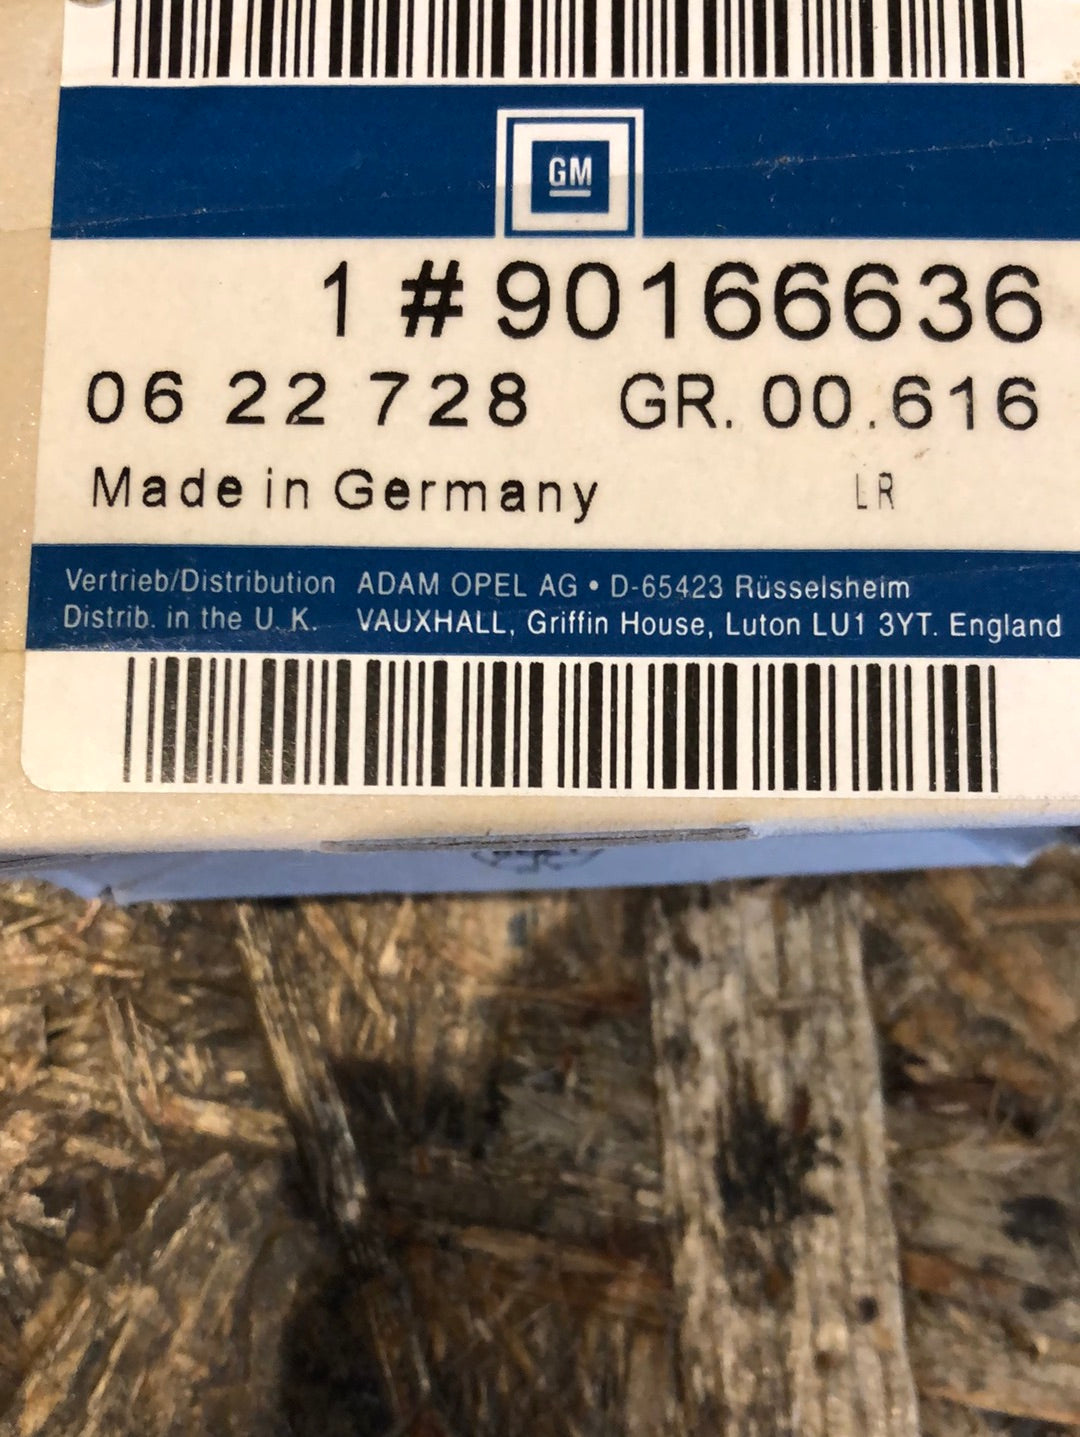 GM
1 # 90166636
06 22 728 GR. 00.616
Made in Germany LR
Vertrieb/Distribution ADAM OPEL AG • D-65423 Rüsselsheim
Distrib. in the U. K. VAUXHALL, Griffin House, Luton LU1 3YT. England